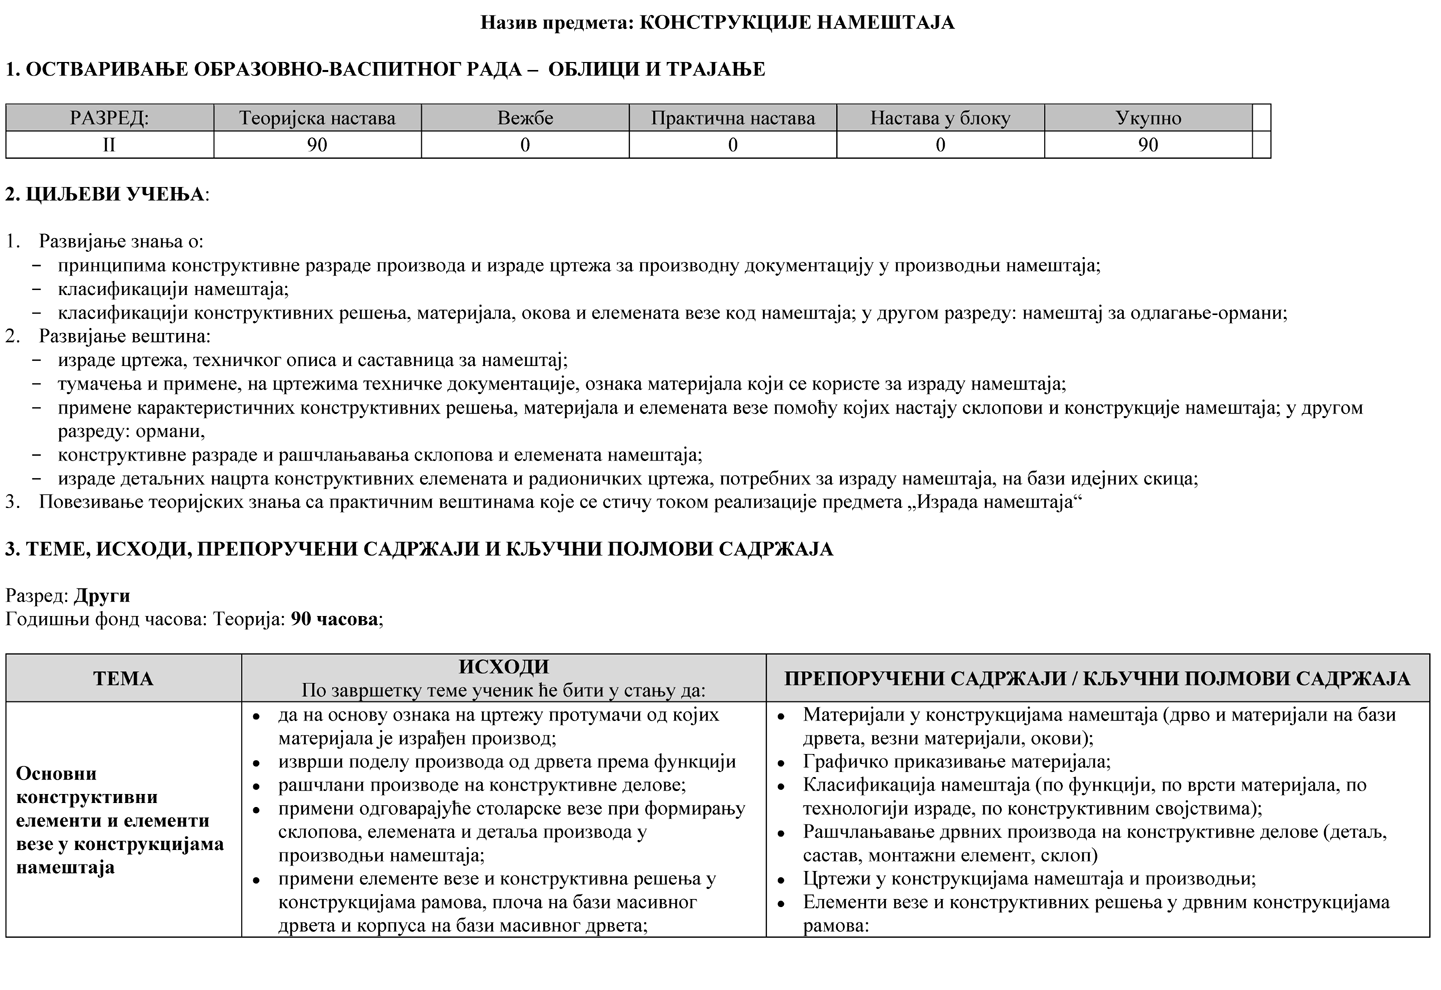 Назив предмета: КОНСТРУКЦИЈЕ НАМЕШТАЈА
1. ОСТВАРИВАЊЕ ОБРАЗОВНО-ВАСПИТНОГ РАДА – ОБЛИЦИ И ТРАЈАЊЕ
РАЗРЕД: Теоријска настава Вежбе Практична настава Настава у блоку Укупно
II 90 0 0 0 90
2. ЦИЉЕВИ УЧЕЊА:
1. Развијање знања о:
− принципима конструктивне разраде производа и израде цртежа за производну документацију у производњи намештаја;
− класификацији намештаја;
− класификацији конструктивних решења, материјала, окова и елемената везе код намештаја; у другом разреду: намештај за одлагање-ормани;
2. Развијање вештина:
− израде цртежа, техничког описа и саставница за намештај;
− тумачења и примене, на цртежима техничке документације, ознака материјала који се користе за израду намештаја;
− примене карактеристичних конструктивних решења, материјала и елемената везе помоћу којих настају склопови и конструкције намештаја; у другом
разреду: ормани,
− конструктивне разраде и рашчлањавања склопова и елемената намештаја;
− израде детаљних нацрта конструктивних елемената и радионичких цртежа, потребних за израду намештаја, на бази идејних скица;
3. Повезивање теоријских знања са практичним вештинама које се стичу током реализације предмета „Израда намештаја“
3. ТЕМЕ, ИСХОДИ, ПРЕПОРУЧЕНИ САДРЖАЈИ И КЉУЧНИ ПОЈМОВИ САДРЖАЈА
Разред: Други
Годишњи фонд часова: Теорија: 90 часова;
ТЕМА
ИСХОДИ
По завршетку теме ученик ће бити у стању да:
ПРЕПОРУЧЕНИ САДРЖАЈИ / КЉУЧНИ ПОЈМОВИ САДРЖАЈА
Основни
конструктивни
елементи и елементи
везе у конструкцијама
намештаја
• да на основу ознака на цртежу протумачи од којих
материјала је израђен производ;
• изврши поделу производа од дрвета према функцији
• рашчлани производе на конструктивне делове;
• примени одговарајуће столарске везе при формирању
склопова, елемената и детаља производа у
производњи намештаја;
• примени елементе везе и конструктивна решења у
конструкцијама рамова, плоча на бази масивног
дрвета и корпуса на бази масивног дрвета;
• Материјали у конструкцијама намештаја (дрво и материјали на бази
дрвета, везни материјали, окови);
• Графичко приказивање материјала;
• Класификација намештаја (по функцији, по врсти материјала, по
технологији израде, по конструктивним својствима);
• Рашчлањавање дрвних производа на конструктивне делове (детаљ,
састав, монтажни елемент, склоп)
• Цртежи у конструкцијама намештаја и производњи;
• Елементи везе и конструктивних решења у дрвним конструкцијама
рамова: